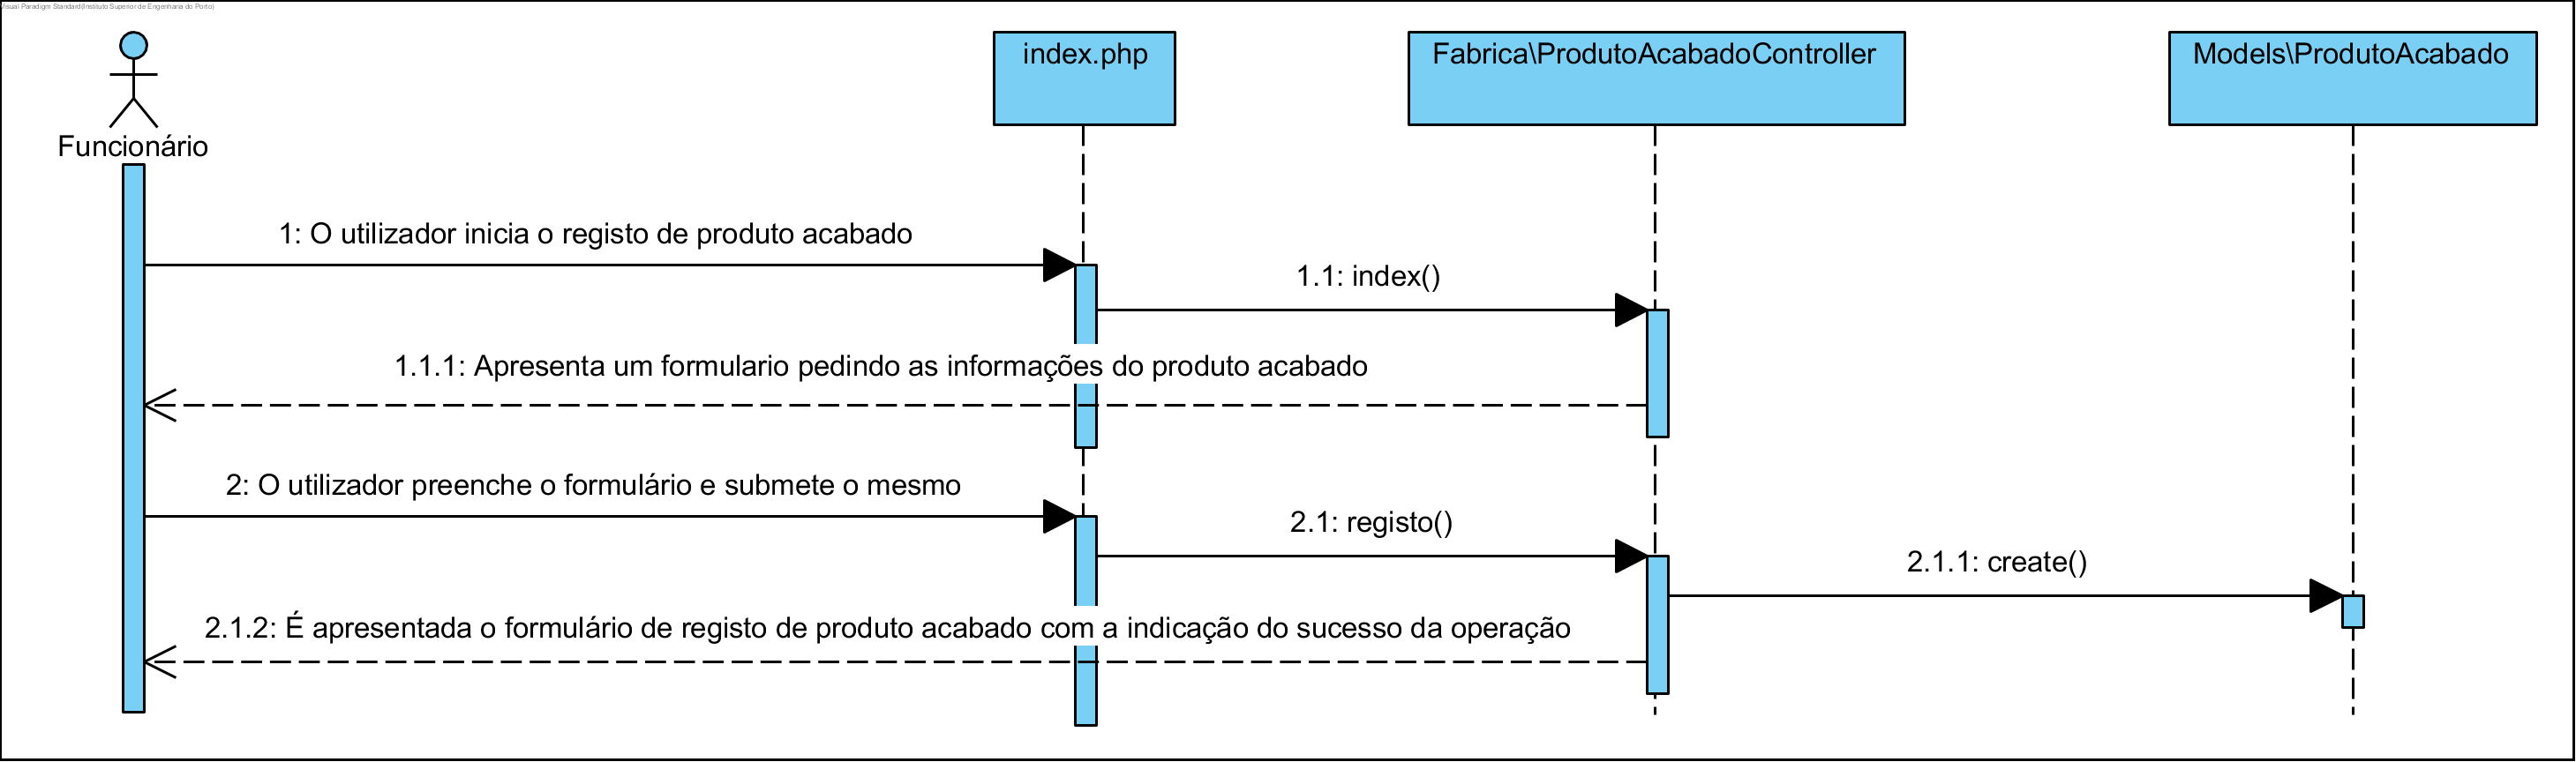 Visual Paradigm Standard(Instituto Superior de Engenharia do Porto)
Funcionário
index.php
Fabrica\ProdutoAcabadoController
Models\ProdutoAcabado
1: O utilizador inicia o registo de produto acabado
1.1: index()
1.1.1: Apresenta um formulario pedindo as informações do produto acabado
2: O utilizador preenche o formulário e submete o mesmo
2.1: registo()
2.1.1: create()
2.1.2: É apresentada o formulário de registo de produto acabado com a indicação do sucesso da operação